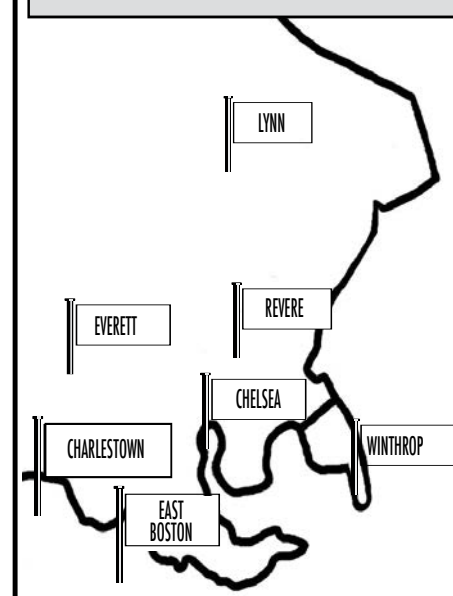 LYNN
REVERE
EVERETT
CHELSEA
CHARLESTOWN
WINTHROP
EAST
BOSTON